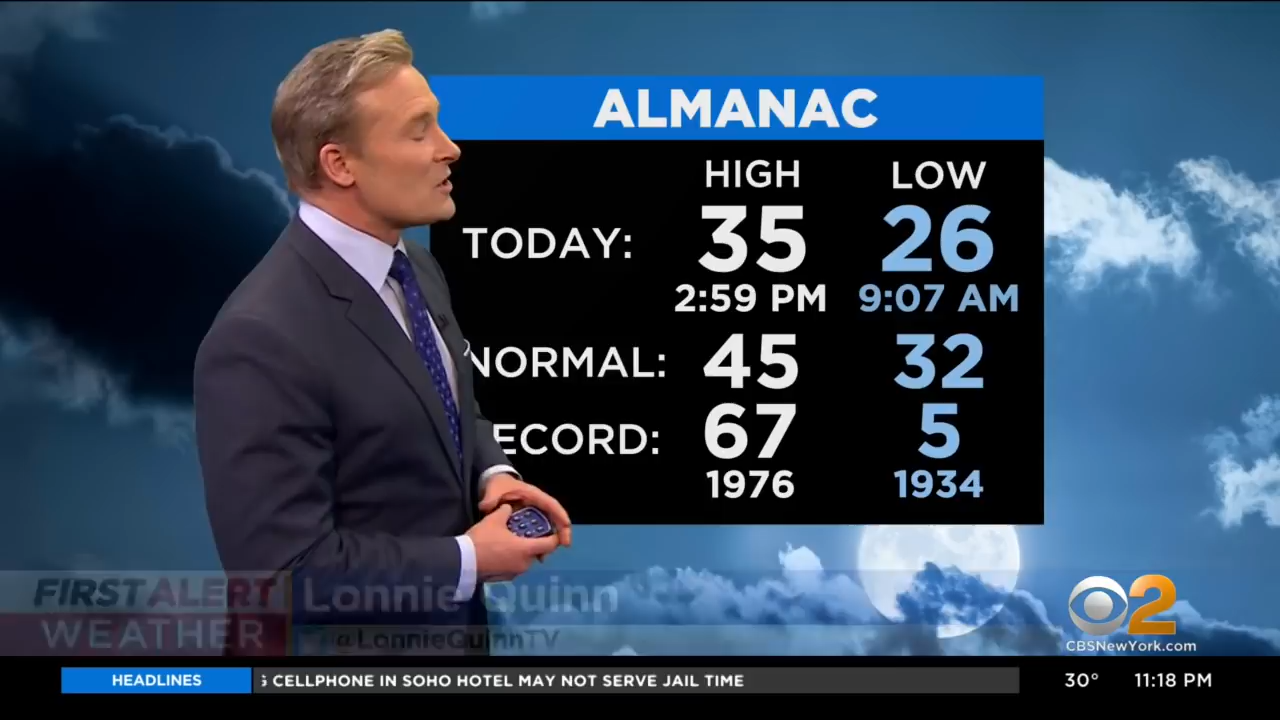 ALMANAC
HIGH LOW
TODAY: 35 26
2:59 PM 9:07 AM
NORMAL: 45 32
ECORD: 67 5
1976 1934
FIRST ALERT
WEATHER
Lonnie Quinn
@LonnieQuinnTV
2
CBSNewYork.com
HEADLINES S CELLPHONE IN SOHO HOTEL MAY NOT SERVE JAIL TIME 30° 11:18 PM